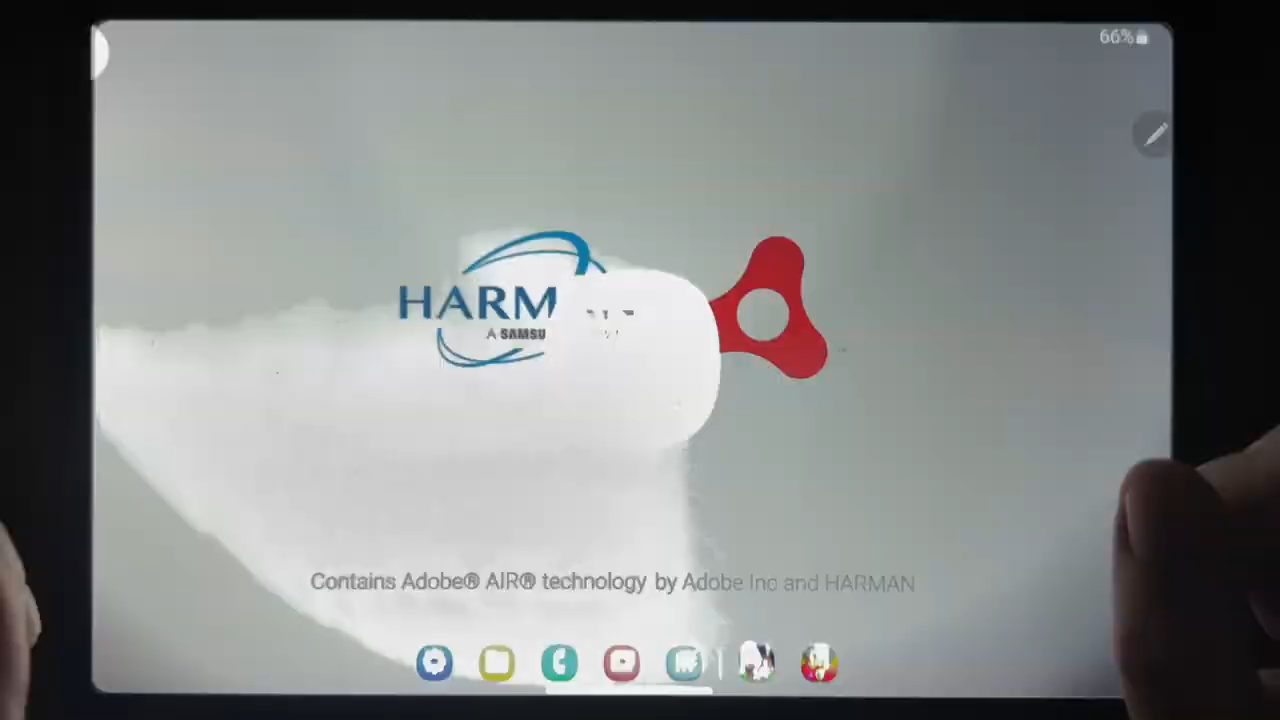 66%
HARM
A SAMSU
Contains Adobe® AIR® technology by Adobe Inc and HARMAN